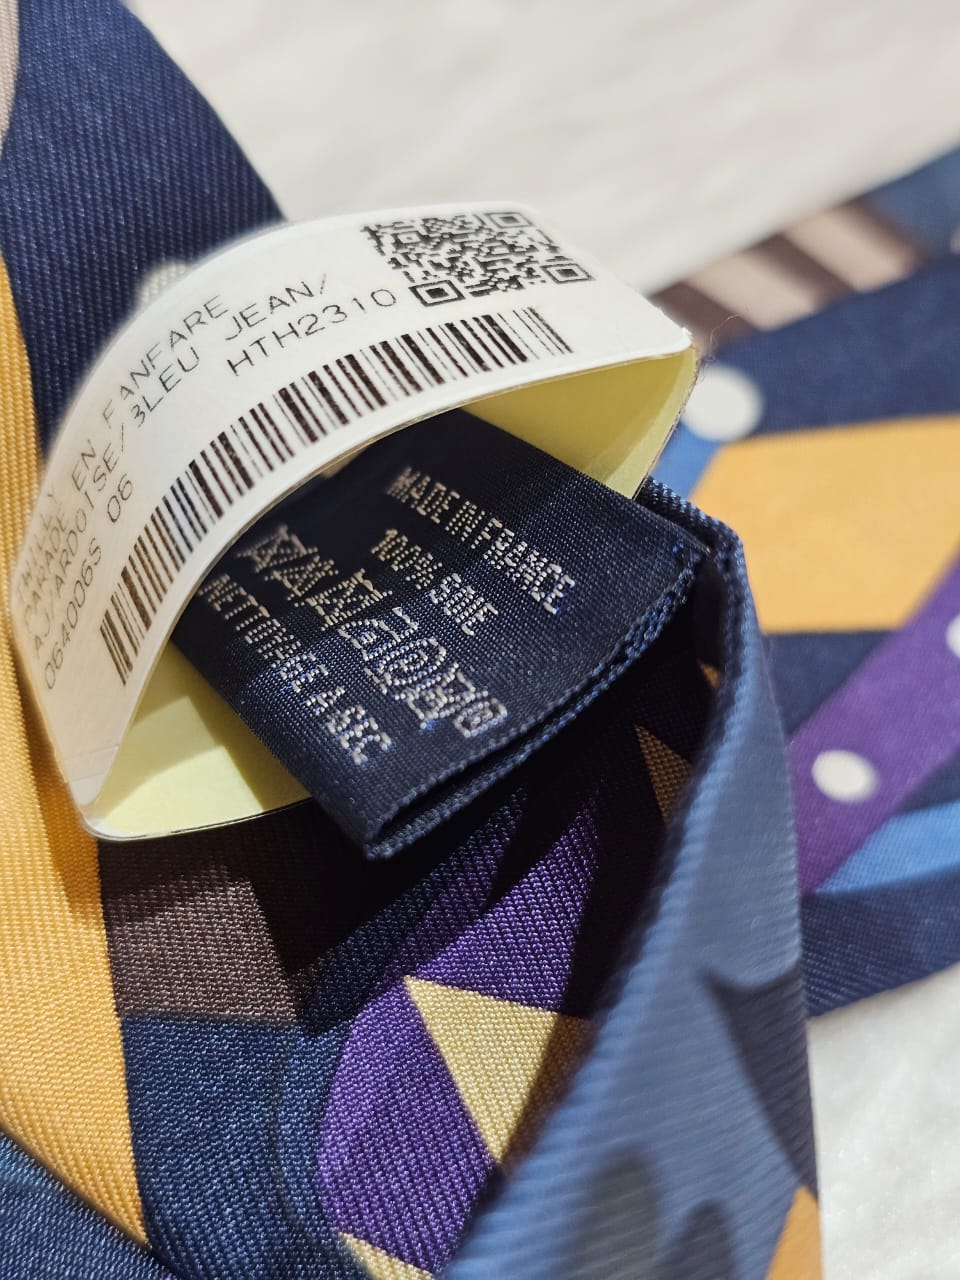 TWILLY EN FANFARE
PARADE
AJ/ARDOISE/BLEU JEAN/
064006S 06 HTH2310
MADE IN FRANCE
100% SOIE
NETTOYAGE A SEC